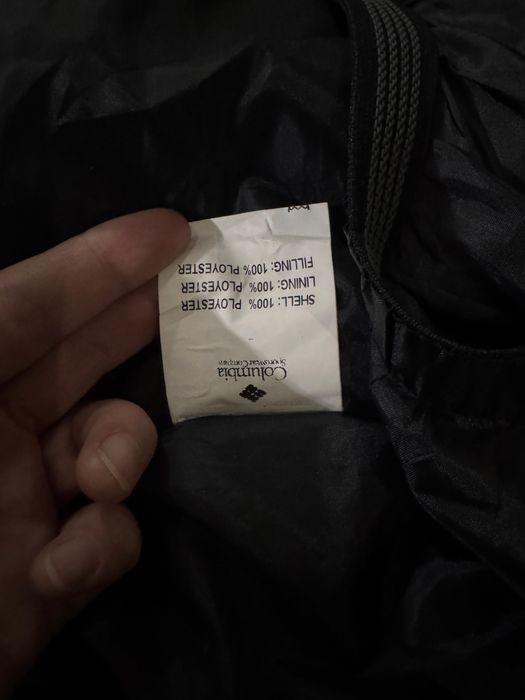 Columbia
Sportswear Company
SHELL: 100% PLOYESTER
LINING: 100% PLOYESTER
FILLING: 100% PLOYESTER